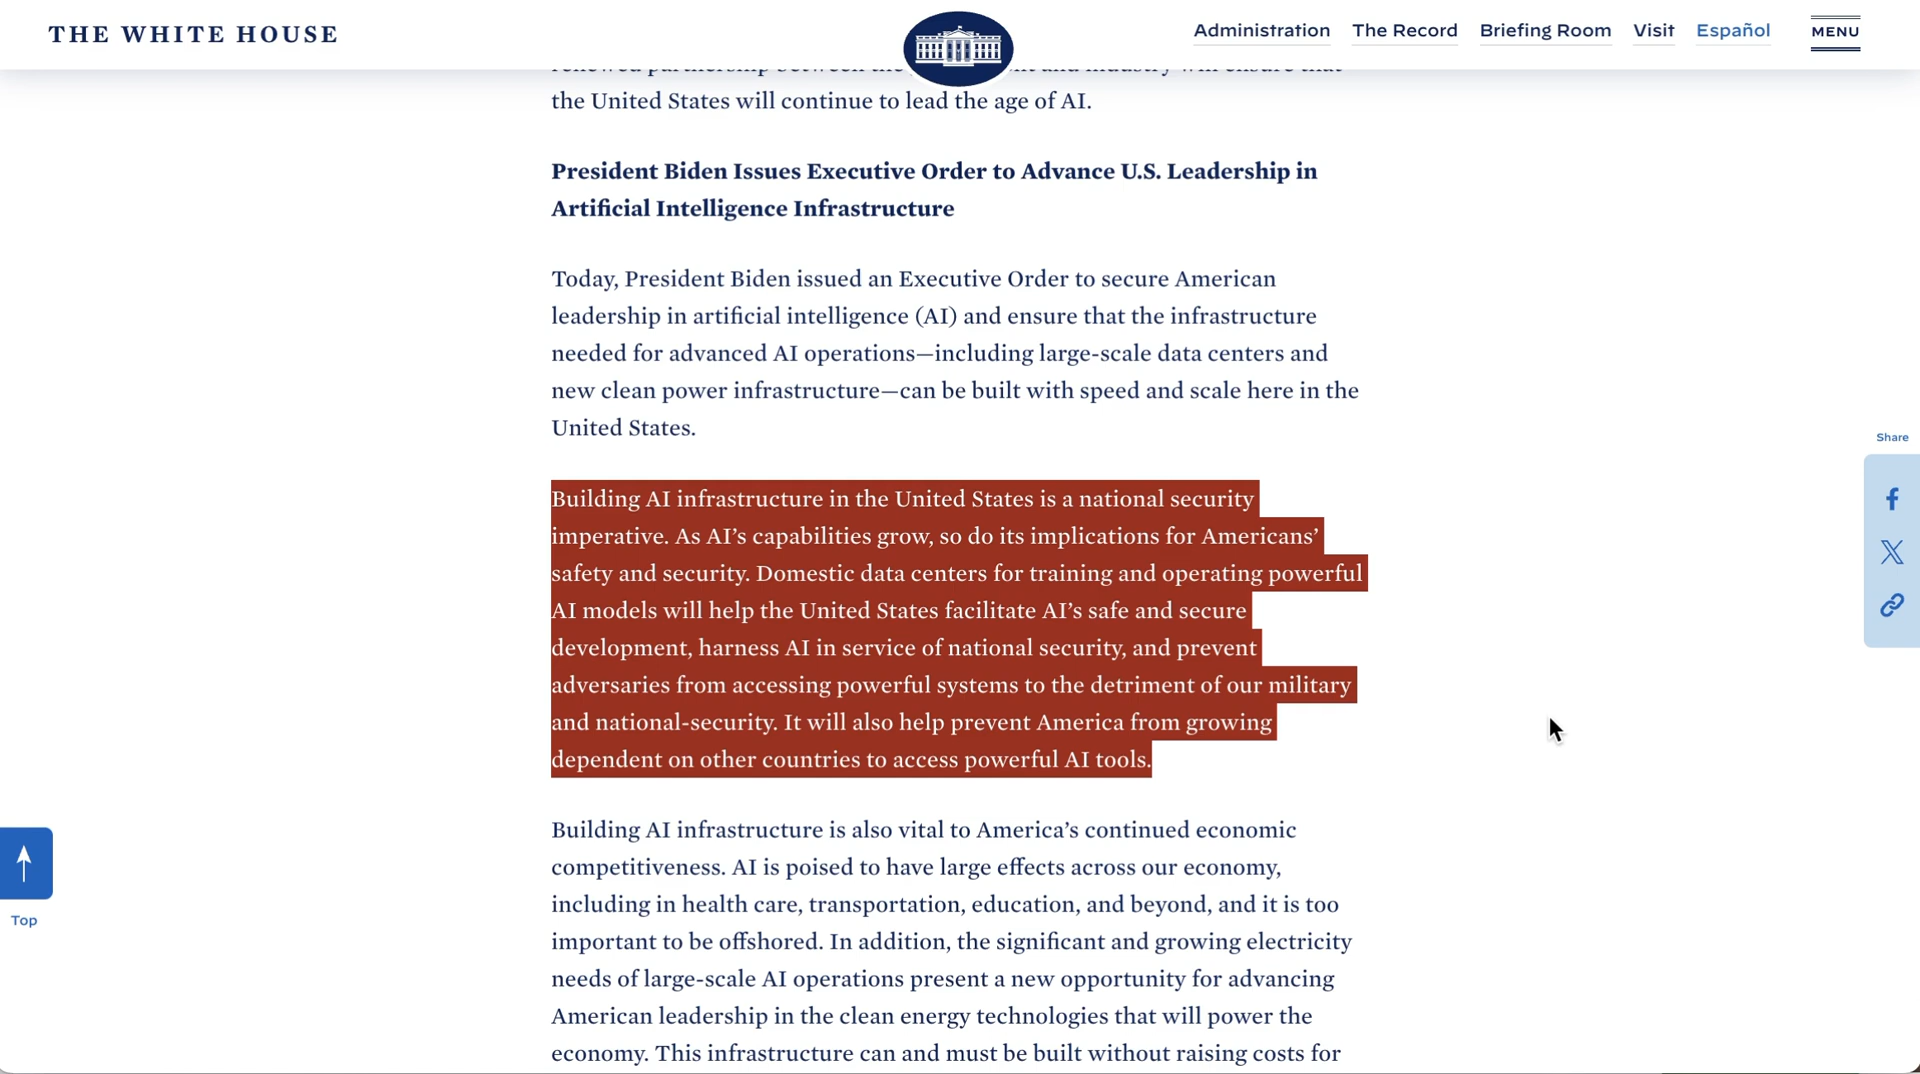 THE WHITE HOUSE
Administration
The Record
Briefing Room
Visit
Español
MENU
the United States will continue to lead the age of AI.
President Biden Issues Executive Order to Advance U.S. Leadership in
Artificial Intelligence Infrastructure
Today, President Biden issued an Executive Order to secure American
leadership in artificial intelligence (AI) and ensure that the infrastructure
needed for advanced AI operations—including large-scale data centers and
new clean power infrastructure—can be built with speed and scale here in the
United States.
Building AI infrastructure in the United States is a national security
imperative. As AI’s capabilities grow, so do its implications for Americans’
safety and security. Domestic data centers for training and operating powerful
AI models will help the United States facilitate AI’s safe and secure
development, harness AI in service of national security, and prevent
adversaries from accessing powerful systems to the detriment of our military
and national-security. It will also help prevent America from growing
dependent on other countries to access powerful AI tools.
Building AI infrastructure is also vital to America’s continued economic
competitiveness. AI is poised to have large effects across our economy,
including in health care, transportation, education, and beyond, and it is too
important to be offshored. In addition, the significant and growing electricity
needs of large-scale AI operations present a new opportunity for advancing
American leadership in the clean energy technologies that will power the
economy. This infrastructure can and must be built without raising costs for
Share
Top